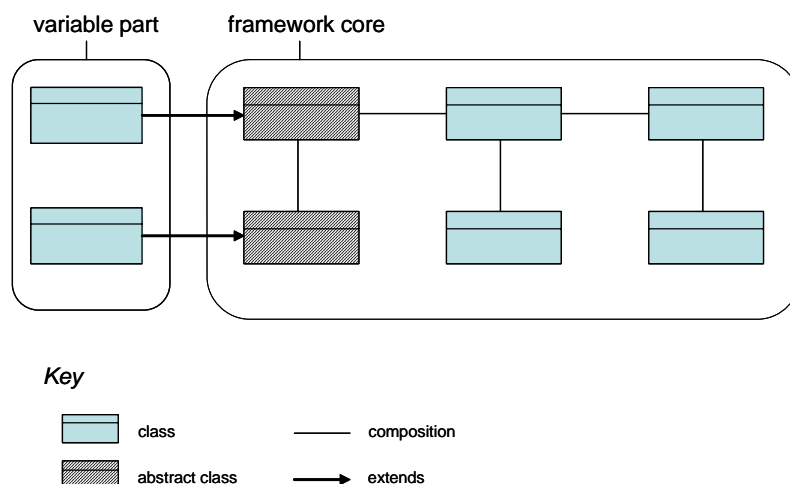 variable part
framework core
Key
class
composition
abstract class
extends